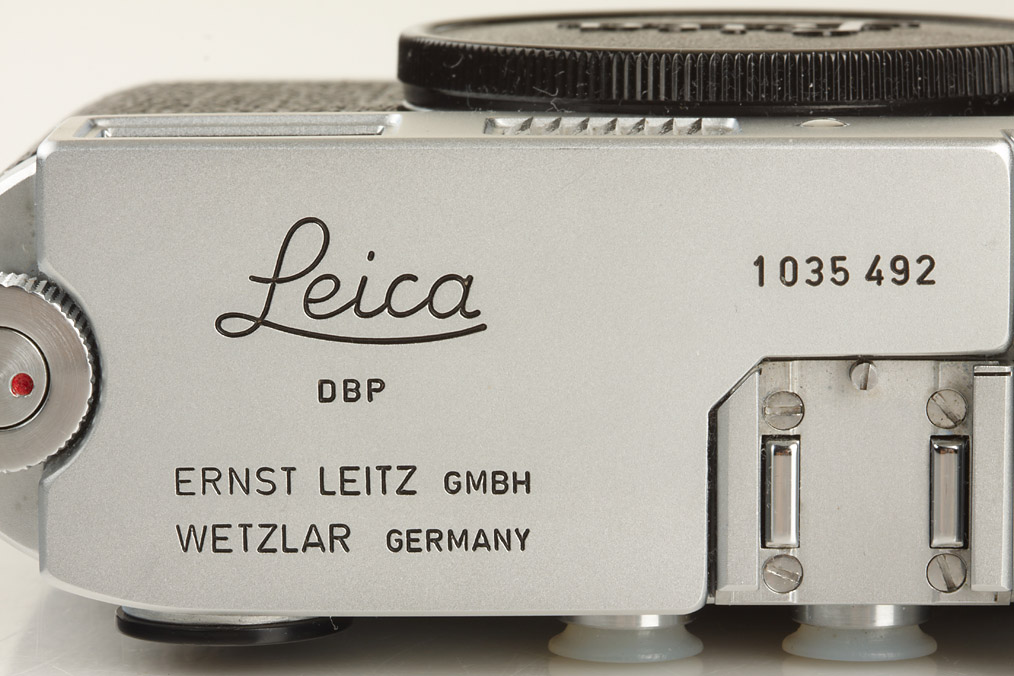 Leica
1035 492
DBP
ERNST LEITZ GMBH
WETZLAR GERMANY